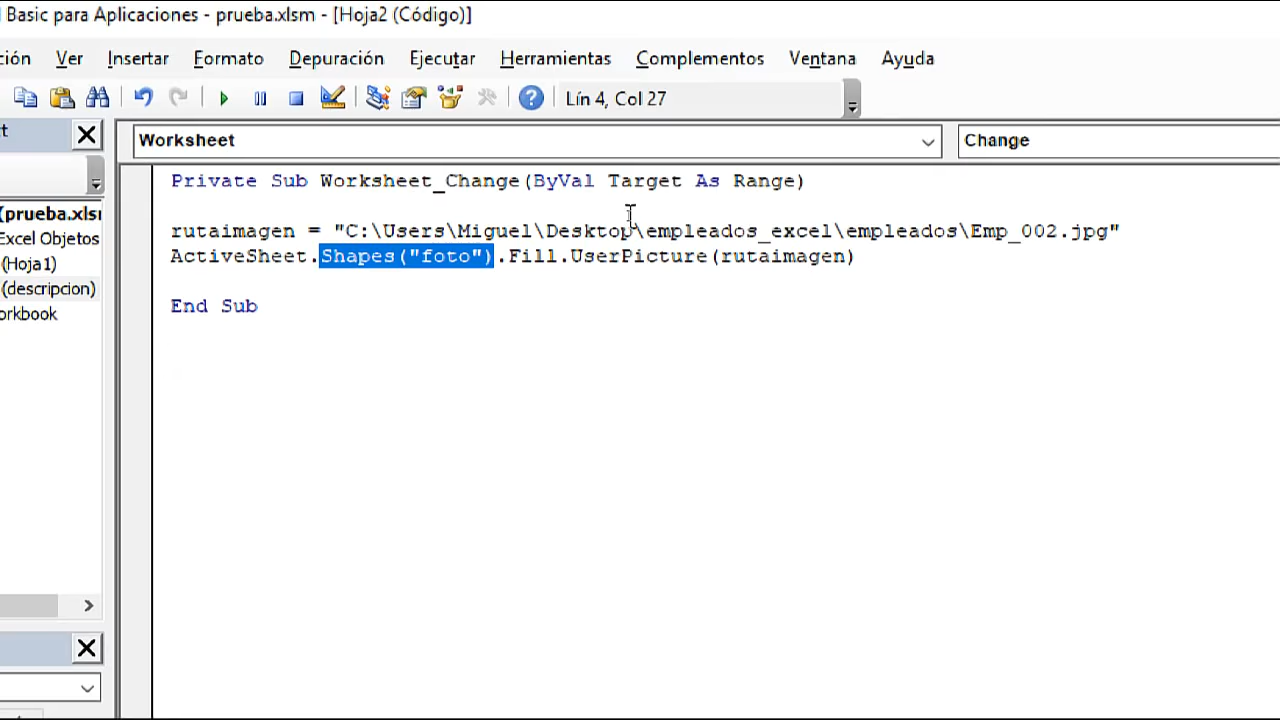 Basic para Aplicaciones - prueba.xlsm - [Hoja2 (Código)]
ción Ver Insertar Formato Depuración Ejecutar Herramientas Complementos Ventana Ayuda
Lín 4, Col 27
ct
Worksheet Change
(prueba.xlsr
Excel Objetos
(Hoja1)
(descripcion)
orkbook
Private Sub Worksheet_Change(ByVal Target As Range)
rutaimagen = "C:\Users\Miguel\Desktop\empleados_excel\empleados\Emp_002.jpg"
ActiveSheet.Shapes("foto").Fill.UserPicture(rutaimagen)
End Sub